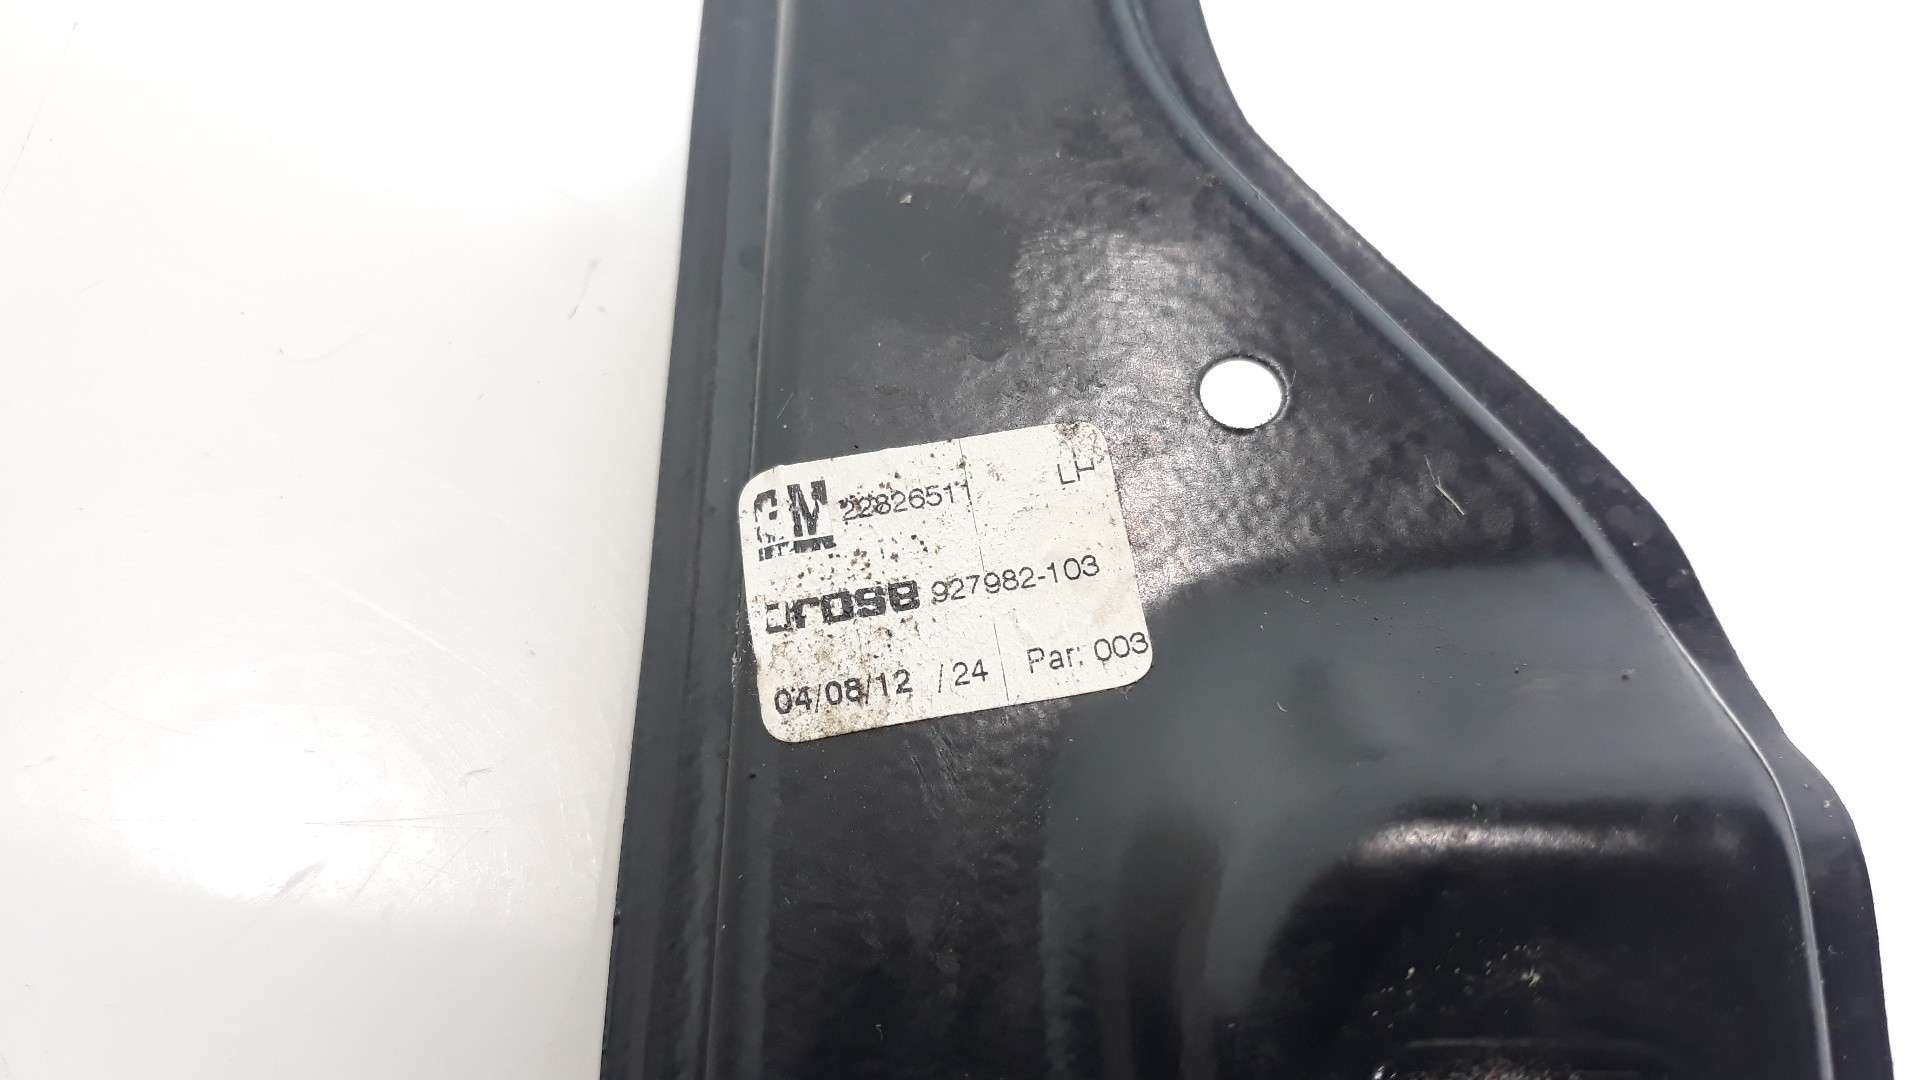 GM 22826511 LH
brose 927982-103
04/08/12 /24 Par: 003